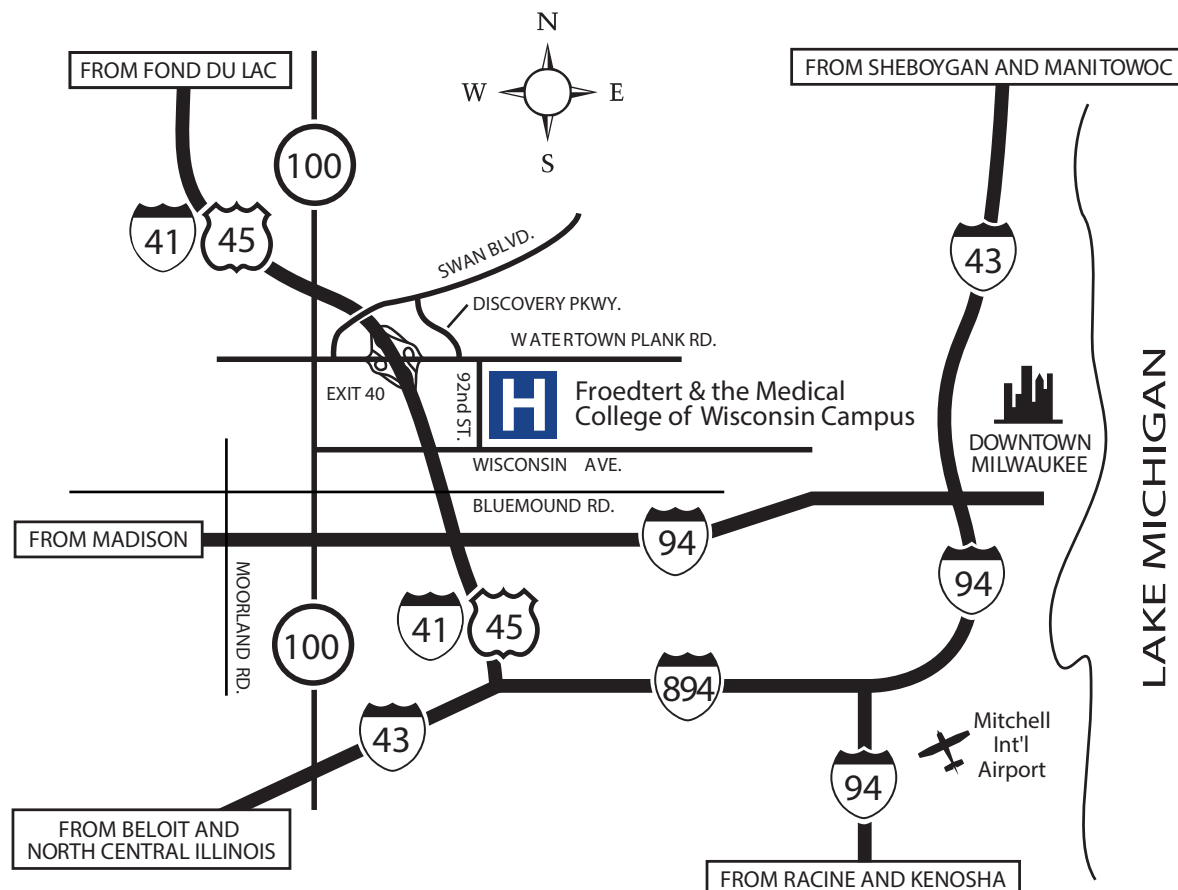 N
FROM FOND DU LAC
FROM SHEBOYGAN AND MANITOWOC
W
E
S
100
41
45
43
SWAN BLVD.
DISCOVERY PKWY.
WATERTOWN PLANK RD.
EXIT 40
92nd ST.
H
Froedtert & the Medical
College of Wisconsin Campus
DOWNTOWN
MILWAUKEE
LAKE MICHIGAN
WISCONSIN AVE.
BLUEMOUND RD.
FROM MADISON
94
94
MOORLAND RD.
41
45
100
894
43
Mitchell
Int'l
Airport
94
FROM BELOIT AND
NORTH CENTRAL ILLINOIS
FROM RACINE AND KENOSHA